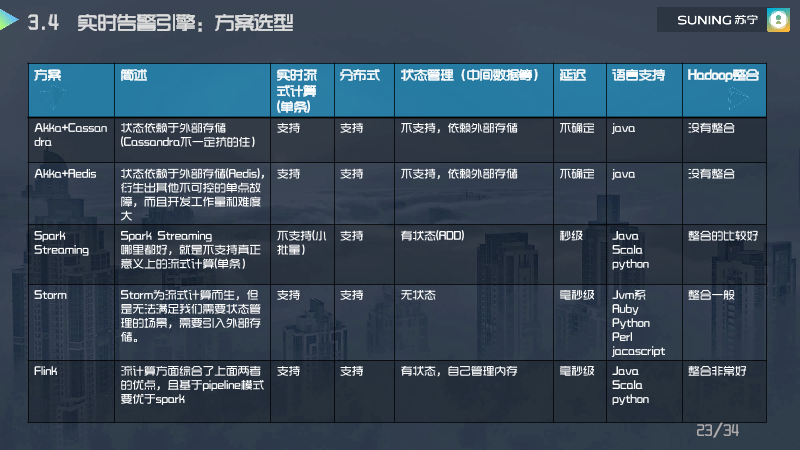 3.4 实时告警引擎：方案选型
SUNING 苏宁
方案
简述
实时流
式计算
(单条)
分布式
状态管理（中间数据等）
延迟
语言支持
Hadoop整合
Akka+Cassan
dra
状态依赖于外部存储
(Cassandra不一定扛的住)
支持
支持
不支持，依赖外部存储
不确定
java
没有整合
Akka+Redis
状态依赖于外部存储(Redis),
衍生出其他不可控的单点故
障，而且开发工作量和难度
大
支持
支持
不支持，依赖外部存储
不确定
java
没有整合
Spark
Streaming
Spark Streaming
哪里都好，就是不支持真正
意义上的流式计算(单条)
不支持(小
批量)
支持
有状态(RDD)
秒级
Java
Scala
python
整合的比较好
Storm
Storm为流式计算而生，但
是无法满足我们需要状态管
理的场景，需要引入外部存
储。
支持
支持
无状态
毫秒级
Jvm系
Ruby
Python
Perl
jacascript
整合一般
Flink
流计算方面综合了上面两者
的优点，且基于pipeline模式
要优于spark
支持
支持
有状态，自己管理内存
毫秒级
Java
Scala
python
整合非常好
23/34